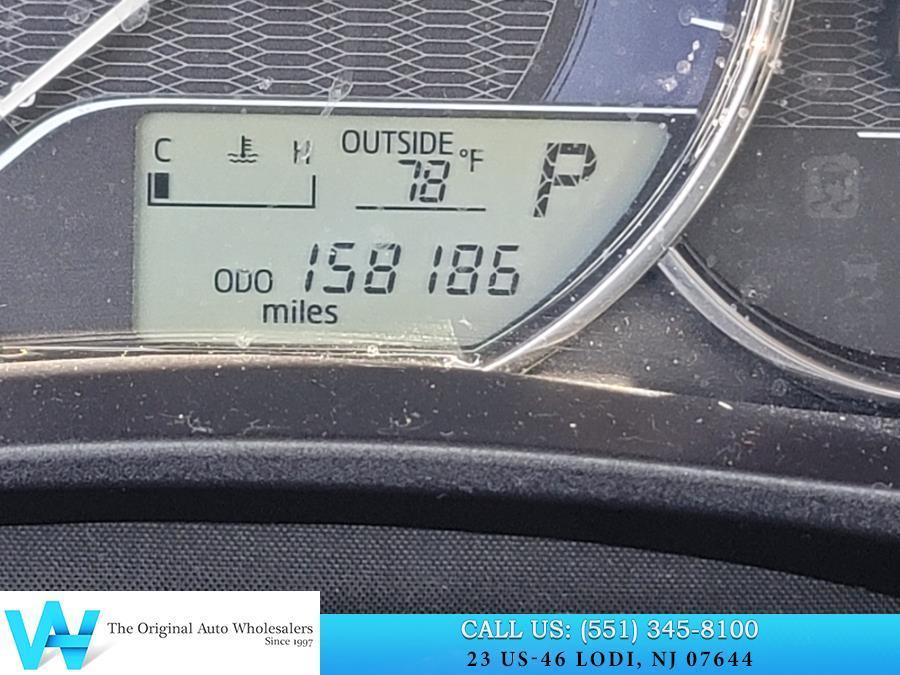 C H OUTSIDE °F
78
P
ODO 158186
miles
The Original Auto Wholesalers
Since 1997
CALL US: (551) 345-8100
23 US-46 LODI, NJ 07644